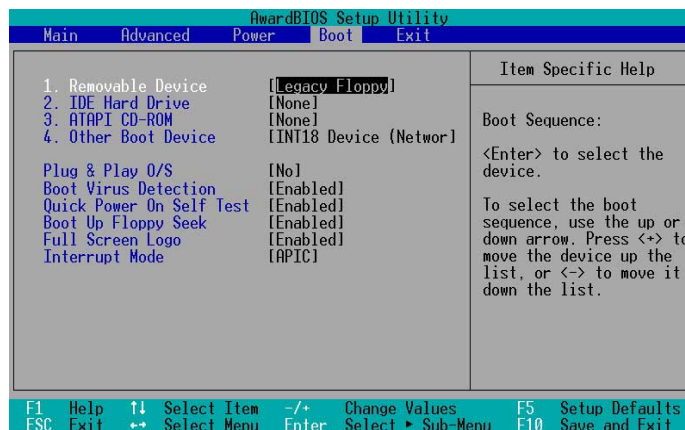 AwardBIOS Setup Utility
Main Advanced Power Boot Exit
1. Removable Device [Legacy Floppy]
2. IDE Hard Drive [None]
3. ATAPI CD-ROM [None]
4. Other Boot Device [INT18 Device (Networ]
Plug & Play O/S [No]
Boot Virus Detection [Enabled]
Quick Power On Self Test [Enabled]
Boot Up Floppy Seek [Enabled]
Full Screen Logo [Enabled]
Interrupt Mode [APIC]
Item Specific Help
Boot Sequence:
<Enter> to select the
device.
To select the boot
sequence, use the up or
down arrow. Press <+> to
move the device up the
list, or <-> to move it
down the list.
F1 Help ↑↓ Select Item -/+ Change Values F5 Setup Defaults
ESC Exit ↔ Select Menu Enter Select ► Sub-Menu F10 Save and Exit